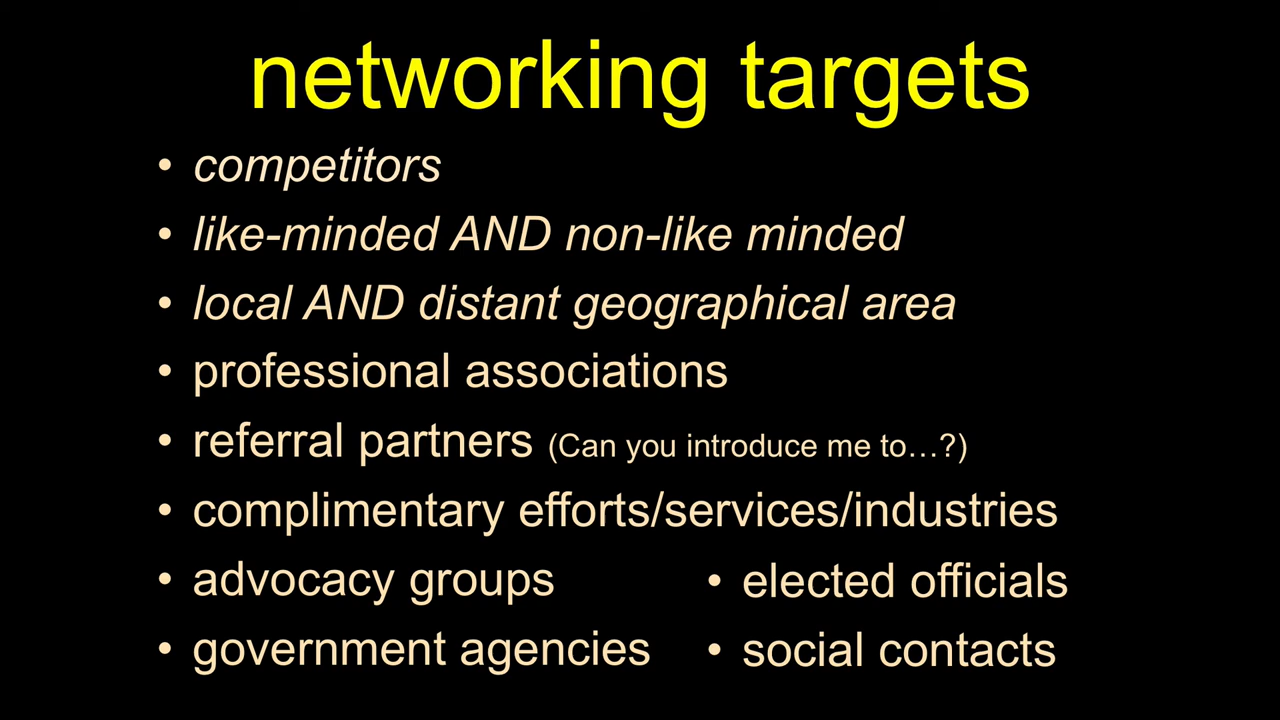 networking targets
• competitors
• like-minded AND non-like minded
• local AND distant geographical area
• professional associations
• referral partners (Can you introduce me to…?)
• complimentary efforts/services/industries
• advocacy groups
• government agencies
• elected officials
• social contacts